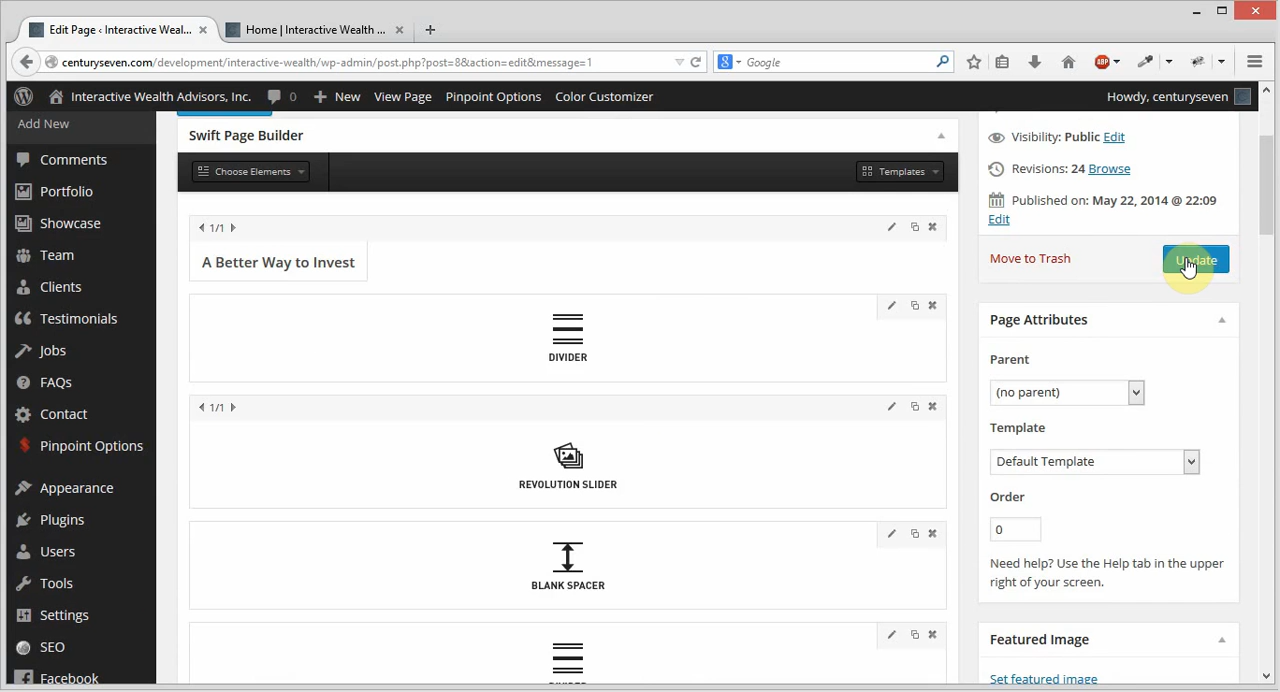 Edit Page ‹ Interactive Weal...
Home | Interactive Wealth ...
centuryseven.com/development/interactive-wealth/wp-admin/post.php?post=8&action=edit&message=1
Google
Interactive Wealth Advisors, Inc.
0
New
View Page
Pinpoint Options
Color Customizer
Howdy, centuryseven
Add New
Comments
Portfolio
Showcase
Team
Clients
Testimonials
Jobs
FAQs
Contact
Pinpoint Options
Appearance
Plugins
Users
Tools
Settings
SEO
Facebook
Swift Page Builder
Choose Elements
Templates
1/1
A Better Way to Invest
DIVIDER
1/1
REVOLUTION SLIDER
BLANK SPACER
Visibility: Public Edit
Revisions: 24 Browse
Published on: May 22, 2014 @ 22:09
Edit
Move to Trash
Update
Page Attributes
Parent
(no parent)
Template
Default Template
Order
0
Need help? Use the Help tab in the upper
right of your screen.
Featured Image
Set featured image